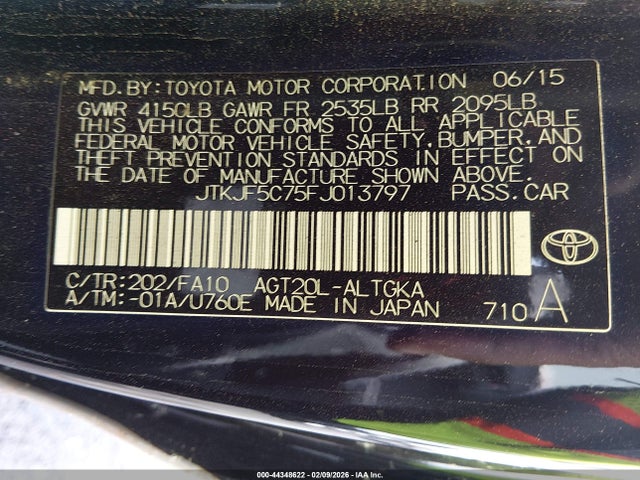 MFD.BY:TOYOTA MOTOR CORPORATION 06/15
GVWR 4150LB GAWR FR 2535LB RR 2095LB
THIS VEHICLE CONFORMS TO ALL APPLICABLE
FEDERAL MOTOR VEHICLE SAFETY, BUMPER, AND
THEFT PREVENTION STANDARDS IN EFFECT ON
THE DATE OF MANUFACTURE SHOWN ABOVE.
JTKJF5C75FJ013797 PASS.CAR
C/TR:202/FA10 AGT20L-ALTGKA
A/TM:-01A/U760E MADE IN JAPAN 710 A
000-44348622 - 02/09/2026 - IAA Inc.